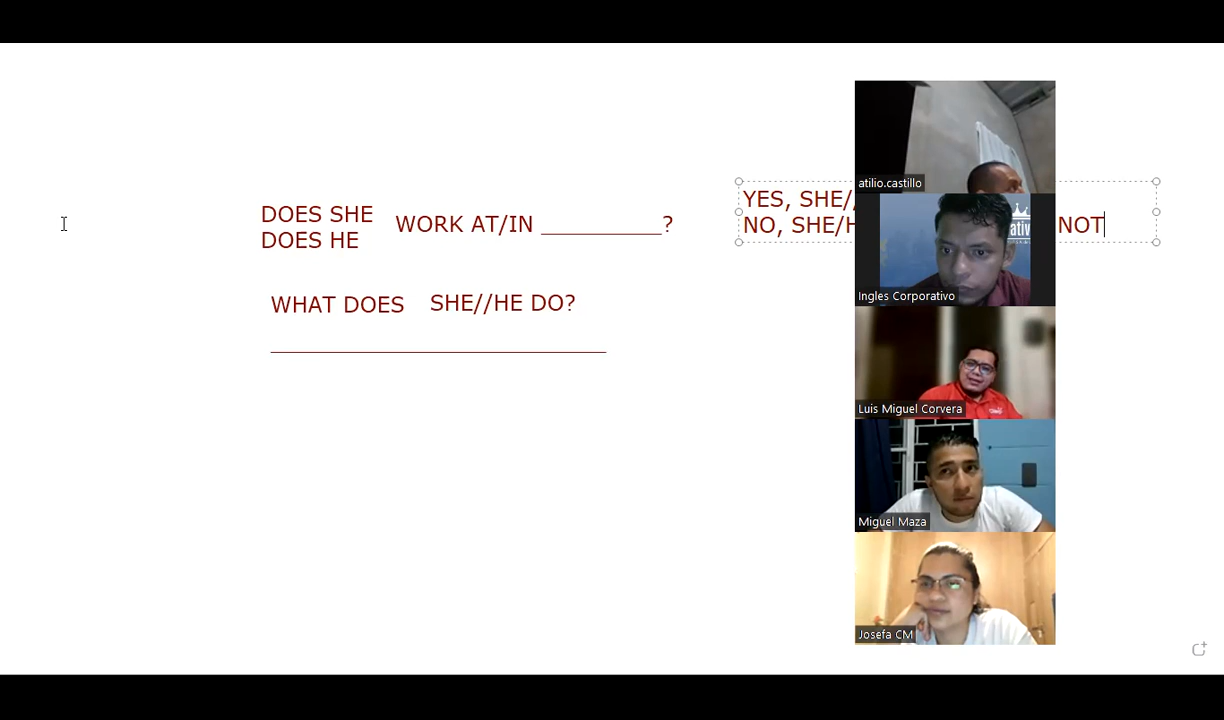 DOES SHE
DOES HE
WORK AT/IN __________?
YES, SHE/
NO, SHE/H NOT
WHAT DOES SHE//HE DO?
atilio.castillo
Ingles Corporativo
Luis Miguel Corvera
Miguel Maza
Josefa CM